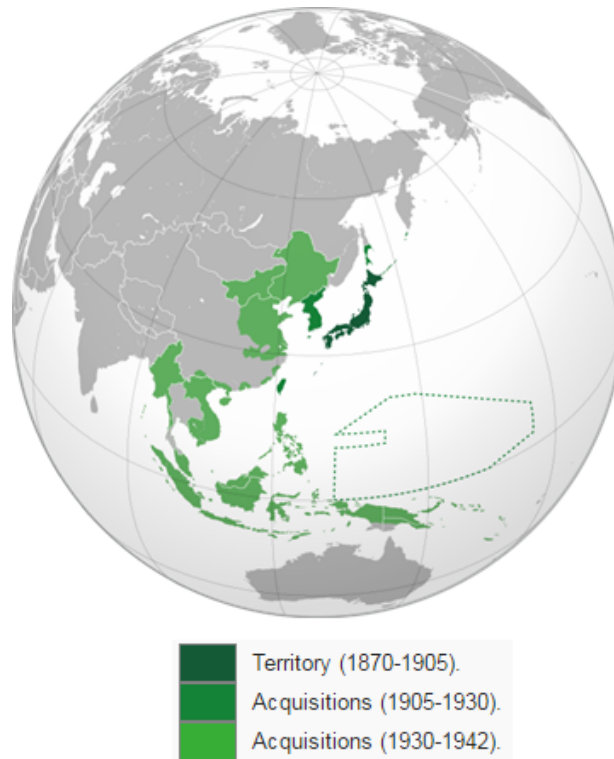 Territory (1870-1905).
Acquisitions (1905-1930).
Acquisitions (1930-1942).